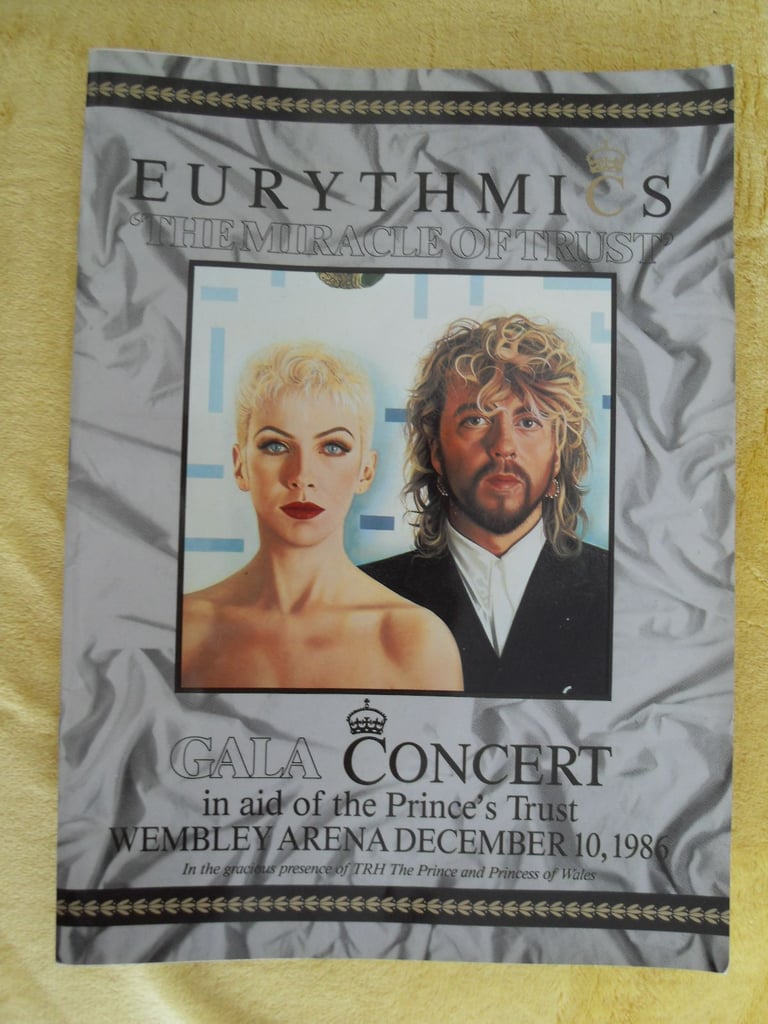 EURYTHMICS
‘THE MIRACLE OF TRUST’
GALA CONCERT
in aid of the Prince's Trust
WEMBLEY ARENA DECEMBER 10, 1986
In the gracious presence of TRH The Prince and Princess of Wales